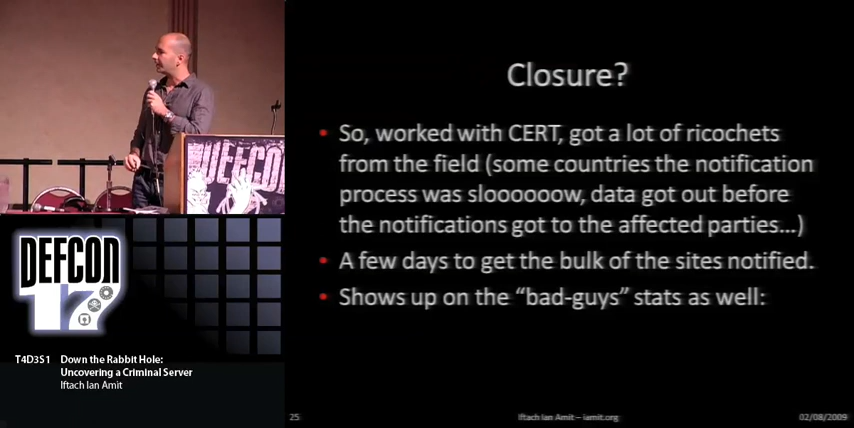 Closure?
• So, worked with CERT, got a lot of ricochets
from the field (some countries the notification
process was sloooooow, data got out before
the notifications got to the affected parties...)
• A few days to get the bulk of the sites notified.
• Shows up on the “bad-guys” stats as well:
25
Iftach Ian Amit – iamit.org
02/08/2009
DEFCON
DEFCON
17
T4D3S1 Down the Rabbit Hole:
Uncovering a Criminal Server
Iftach Ian Amit